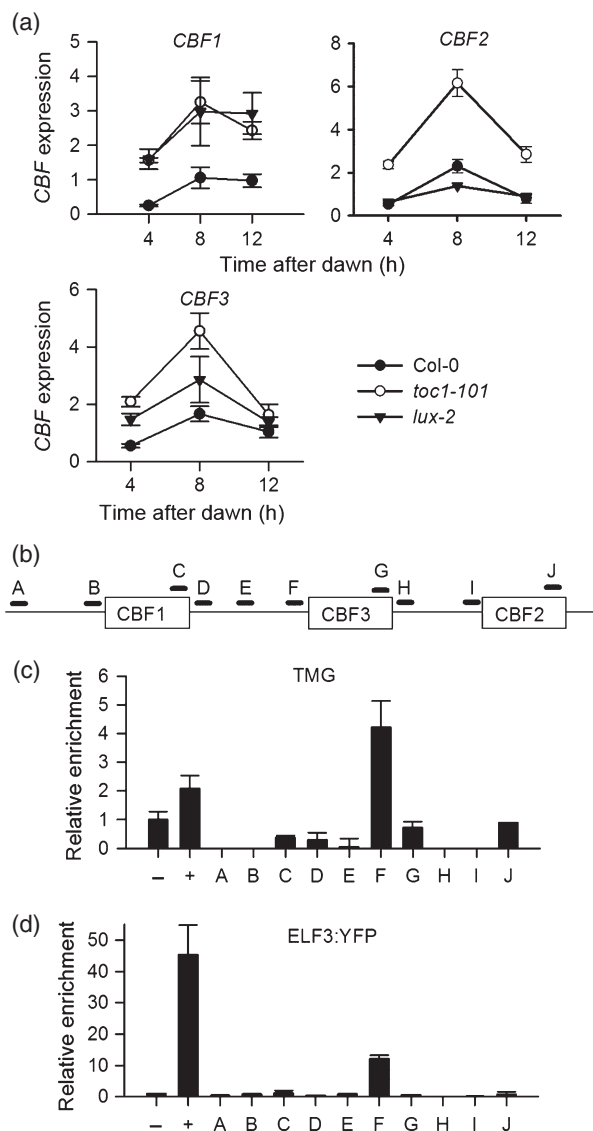 (a)
CBF1
CBF expression
5
4
3
2
1
0
4 8 12
Time after dawn (h)
CBF2
8
6
4
2
0
4 8 12
Time after dawn (h)
CBF3
CBF expression
6
4
2
0
4 8 12
Time after dawn (h)
Col-0
toc1-101
lux-2
(b)
A B C D E F G H I J
CBF1 CBF3 CBF2
(c)
TMG
Relative enrichment
6
5
4
3
2
1
0
– + A B C D E F G H I J
(d)
ELF3:YFP
Relative enrichment
50
40
30
20
10
0
– + A B C D E F G H I J